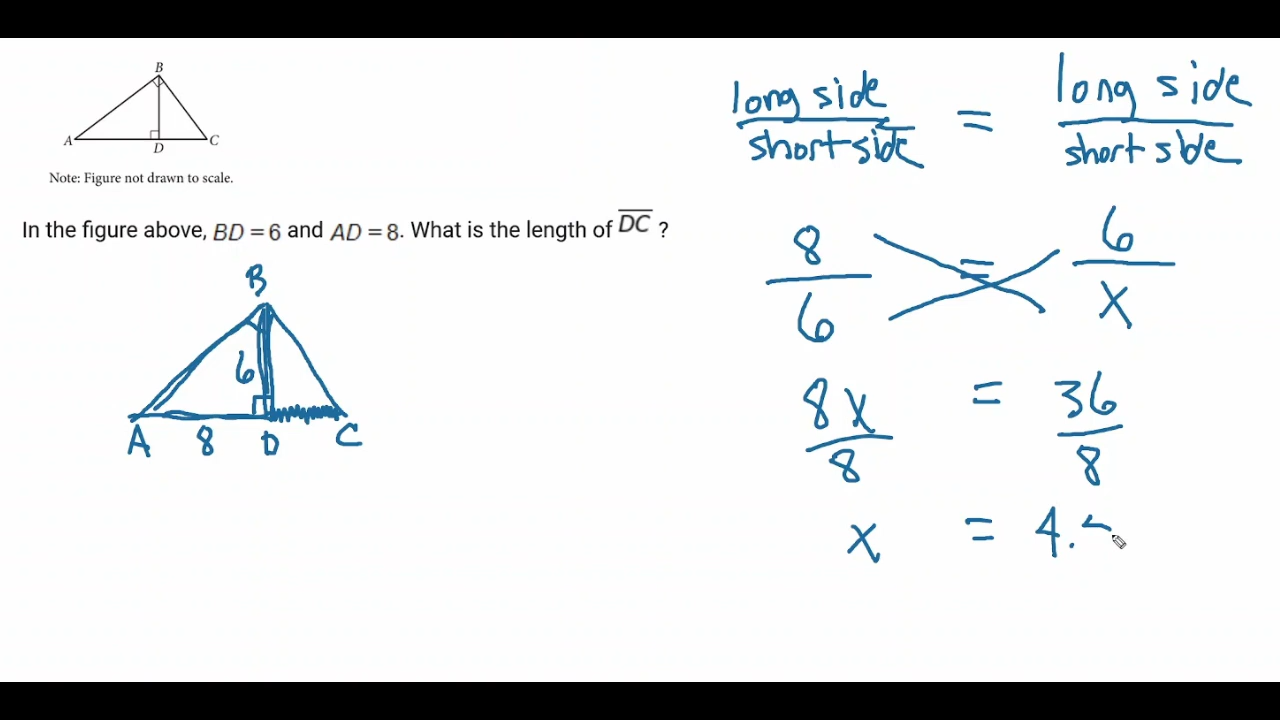 B
A D C
Note: Figure not drawn to scale.
In the figure above, BD = 6 and AD = 8. What is the length of DC ?
B
6
A 8 D C
long side = long side
short side short side
8 = 6
6 x
8x = 36
8 8
x = 4.